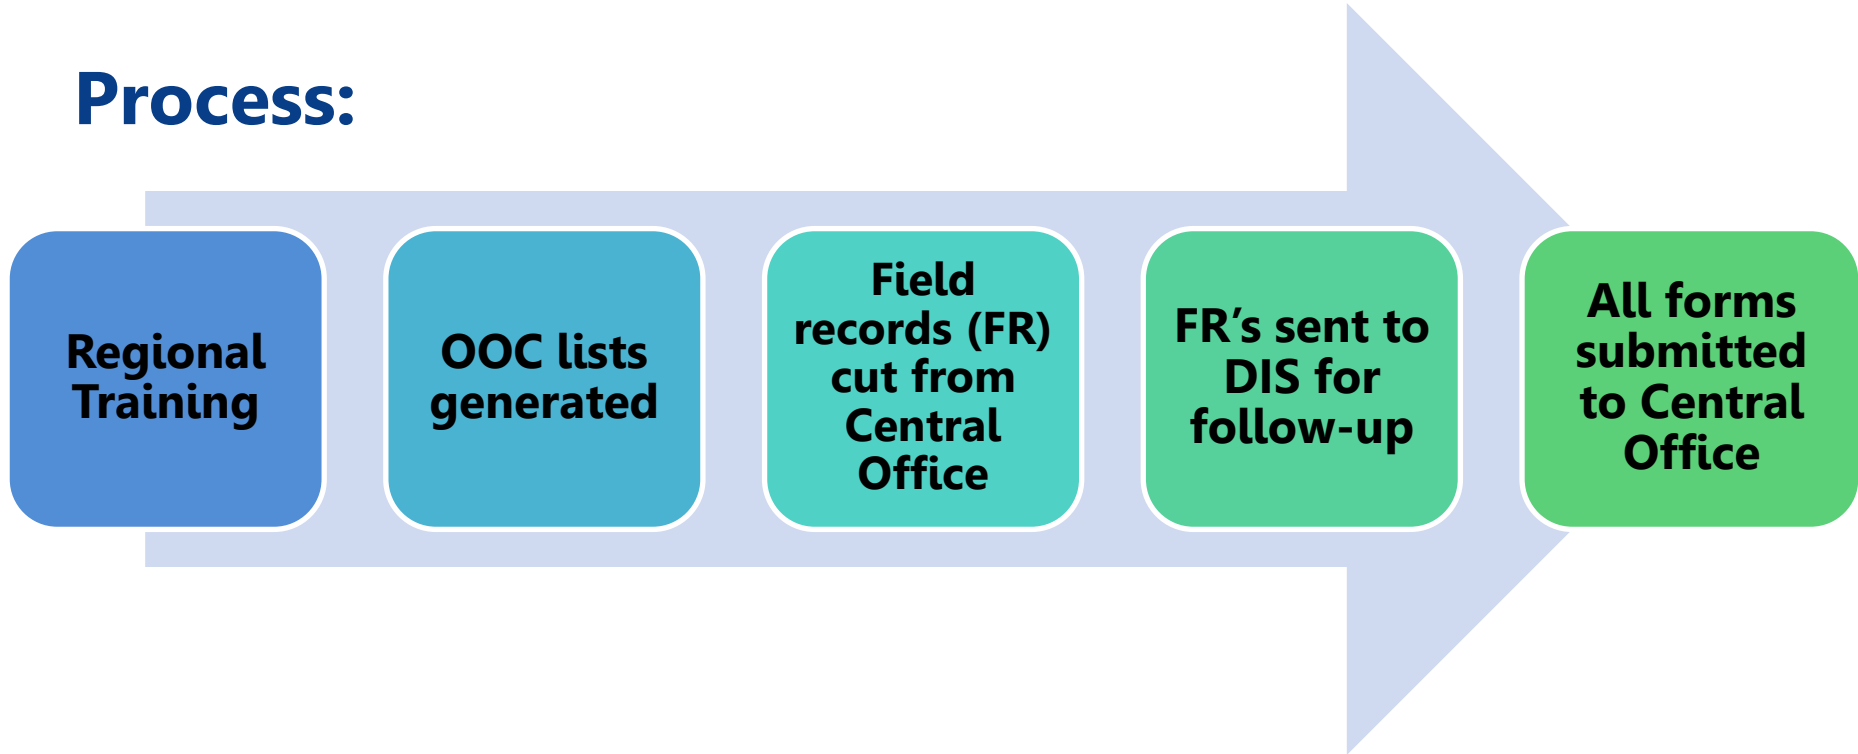 Process:
Regional
Training
OOC lists
generated
Field
records (FR)
cut from
Central
Office
FR’s sent to
DIS for
follow-up
All forms
submitted
to Central
Office